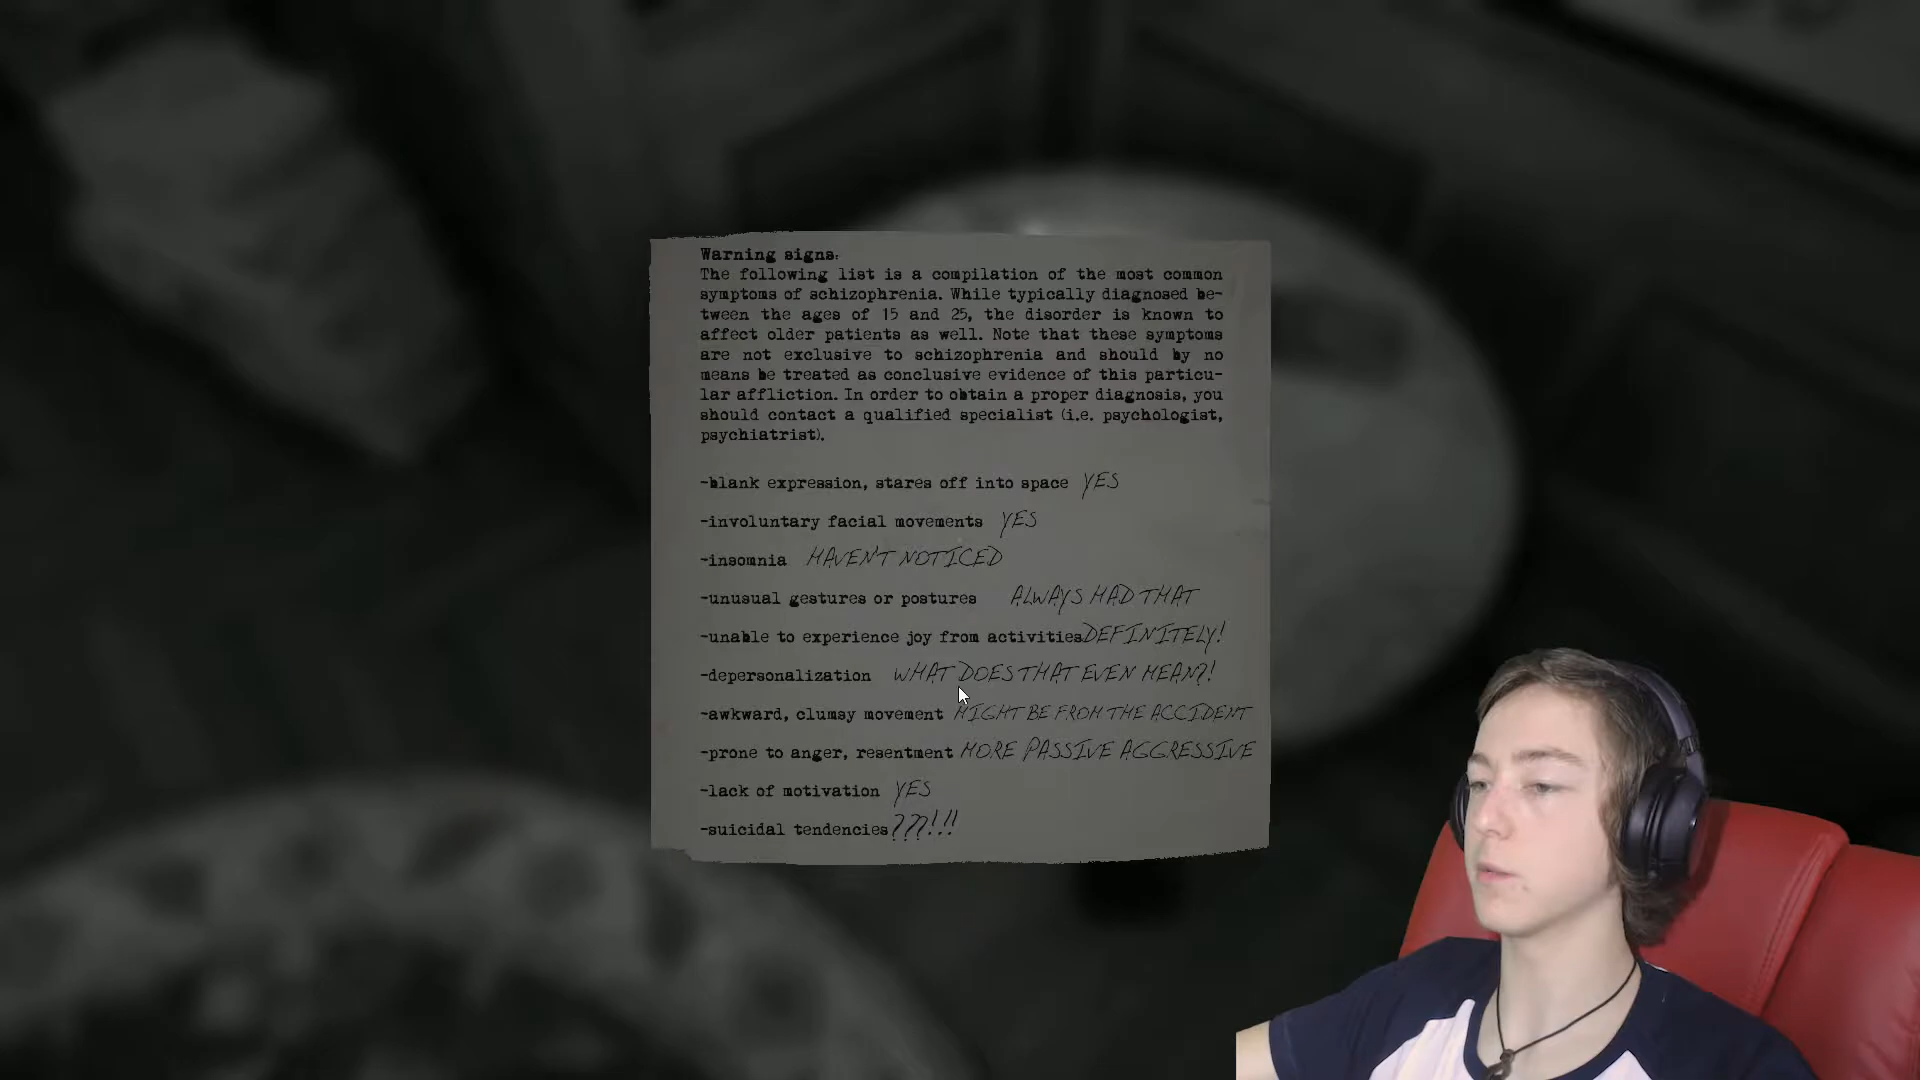 Warning signs:
The following list is a compilation of the most common
symptoms of schizophrenia. While typically diagnosed be-
tween the ages of 15 and 25, the disorder is known to
affect older patients as well. Note that these symptoms
are not exclusive to schizophrenia and should by no
means be treated as conclusive evidence of this particu-
lar affliction. In order to obtain a proper diagnosis, you
should contact a qualified specialist (i.e. psychologist,
psychiatrist).
-blank expression, stares off into space YES
-involuntary facial movements YES
-insomnia HAVEN'T NOTICED
-unusual gestures or postures ALWAYS HAD THAT
-unable to experience joy from activities DEFINITELY!
-depersonalization WHAT DOES THAT EVEN MEAN?!
-awkward, clumsy movement MIGHT BE FROM THE ACCIDENT
-prone to anger, resentment MORE PASSIVE AGGRESSIVE
-lack of motivation YES
-suicidal tendencies ???!!!